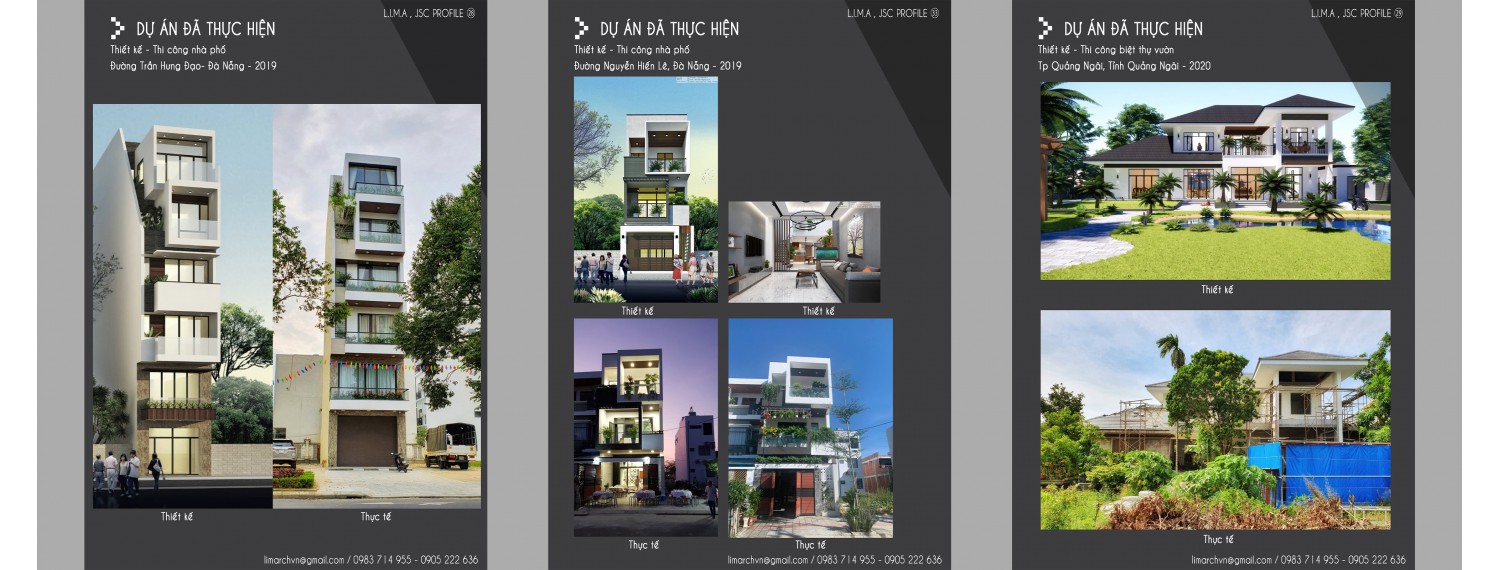 L.I.M.A , JSC PROFILE 28
DỰ ÁN ĐÃ THỰC HIỆN
Thiết kế - Thi công nhà phố
Đường Trần Hưng Đạo- Đà Nẵng - 2019
Thiết kế
Thực tế
limarchvn@gmail.com / 0983 714 955 - 0905 222 636
L.I.M.A , JSC PROFILE 33
DỰ ÁN ĐÃ THỰC HIỆN
Thiết kế - Thi công nhà phố
Đường Nguyễn Hiến Lê, Đà Nẵng - 2019
Thiết kế
Thiết kế
Thực tế
Thực tế
limarchvn@gmail.com / 0983 714 955 - 0905 222 636
L.I.M.A , JSC PROFILE 29
DỰ ÁN ĐÃ THỰC HIỆN
Thiết kế - Thi công biệt thự vườn
Tp Quảng Ngãi, Tỉnh Quảng Ngãi - 2020
Thiết kế
Thực tế
limarchvn@gmail.com / 0983 714 955 - 0905 222 636